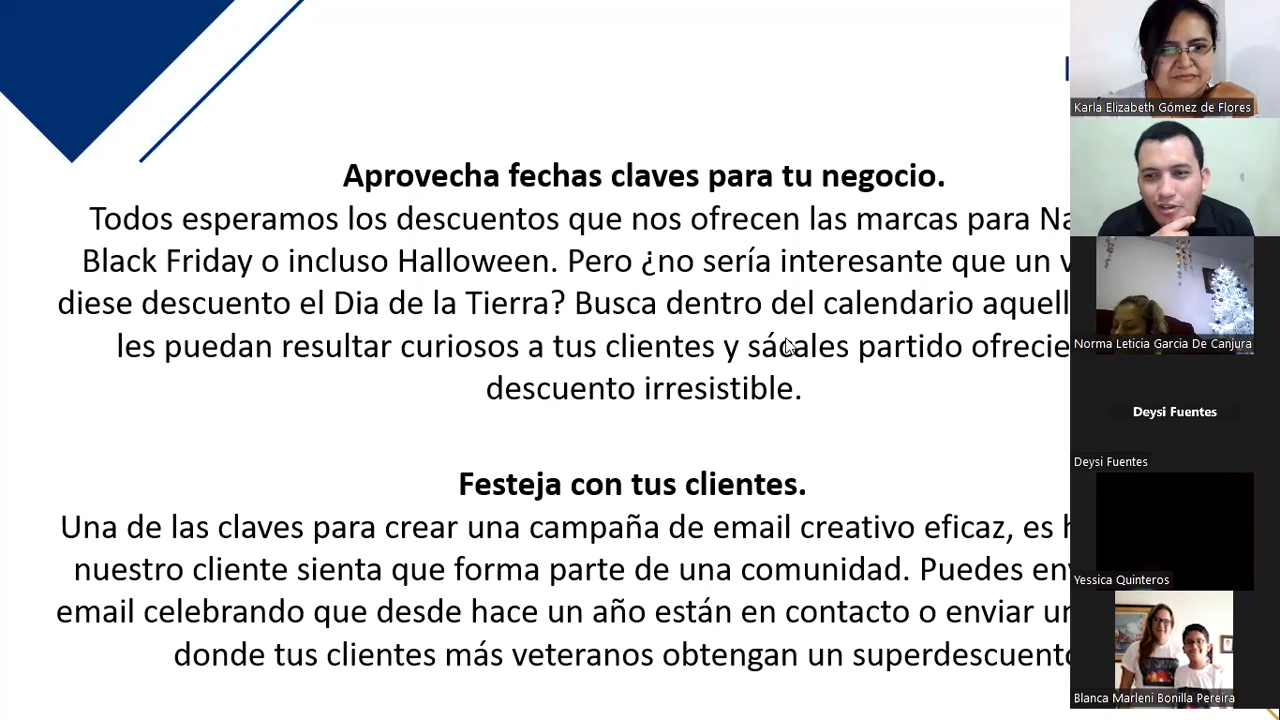 Aprovecha fechas claves para tu negocio.
Todos esperamos los descuentos que nos ofrecen las marcas para Na
Black Friday o incluso Halloween. Pero ¿no sería interesante que un v
diese descuento el Dia de la Tierra? Busca dentro del calendario aquell
les puedan resultar curiosos a tus clientes y sácales partido ofrecie
descuento irresistible.
Festeja con tus clientes.
Una de las claves para crear una campaña de email creativo eficaz, es h
nuestro cliente sienta que forma parte de una comunidad. Puedes env
email celebrando que desde hace un año están en contacto o enviar un
donde tus clientes más veteranos obtengan un superdescuento
Karla Elizabeth Gómez de Flores
Norma Leticia Garcia De Canjura
Deysi Fuentes
Deysi Fuentes
Yessica Quinteros
Blanca Marleni Bonilla Pereira